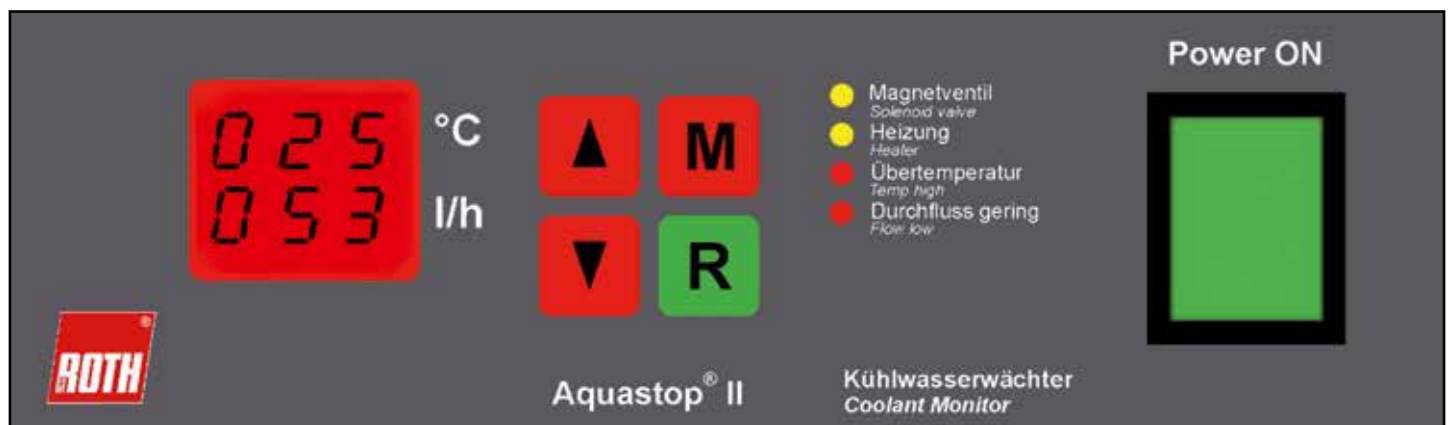 Power ON
025 °C
053 l/h
▲ M
▼ R
Magnetventil
Solenoid valve
Heizung
Heater
Übertemperatur
Temp high
Durchfluss gering
Flow low
ROTH®
Aquastop® II
Kühlwasserwächter
Coolant Monitor